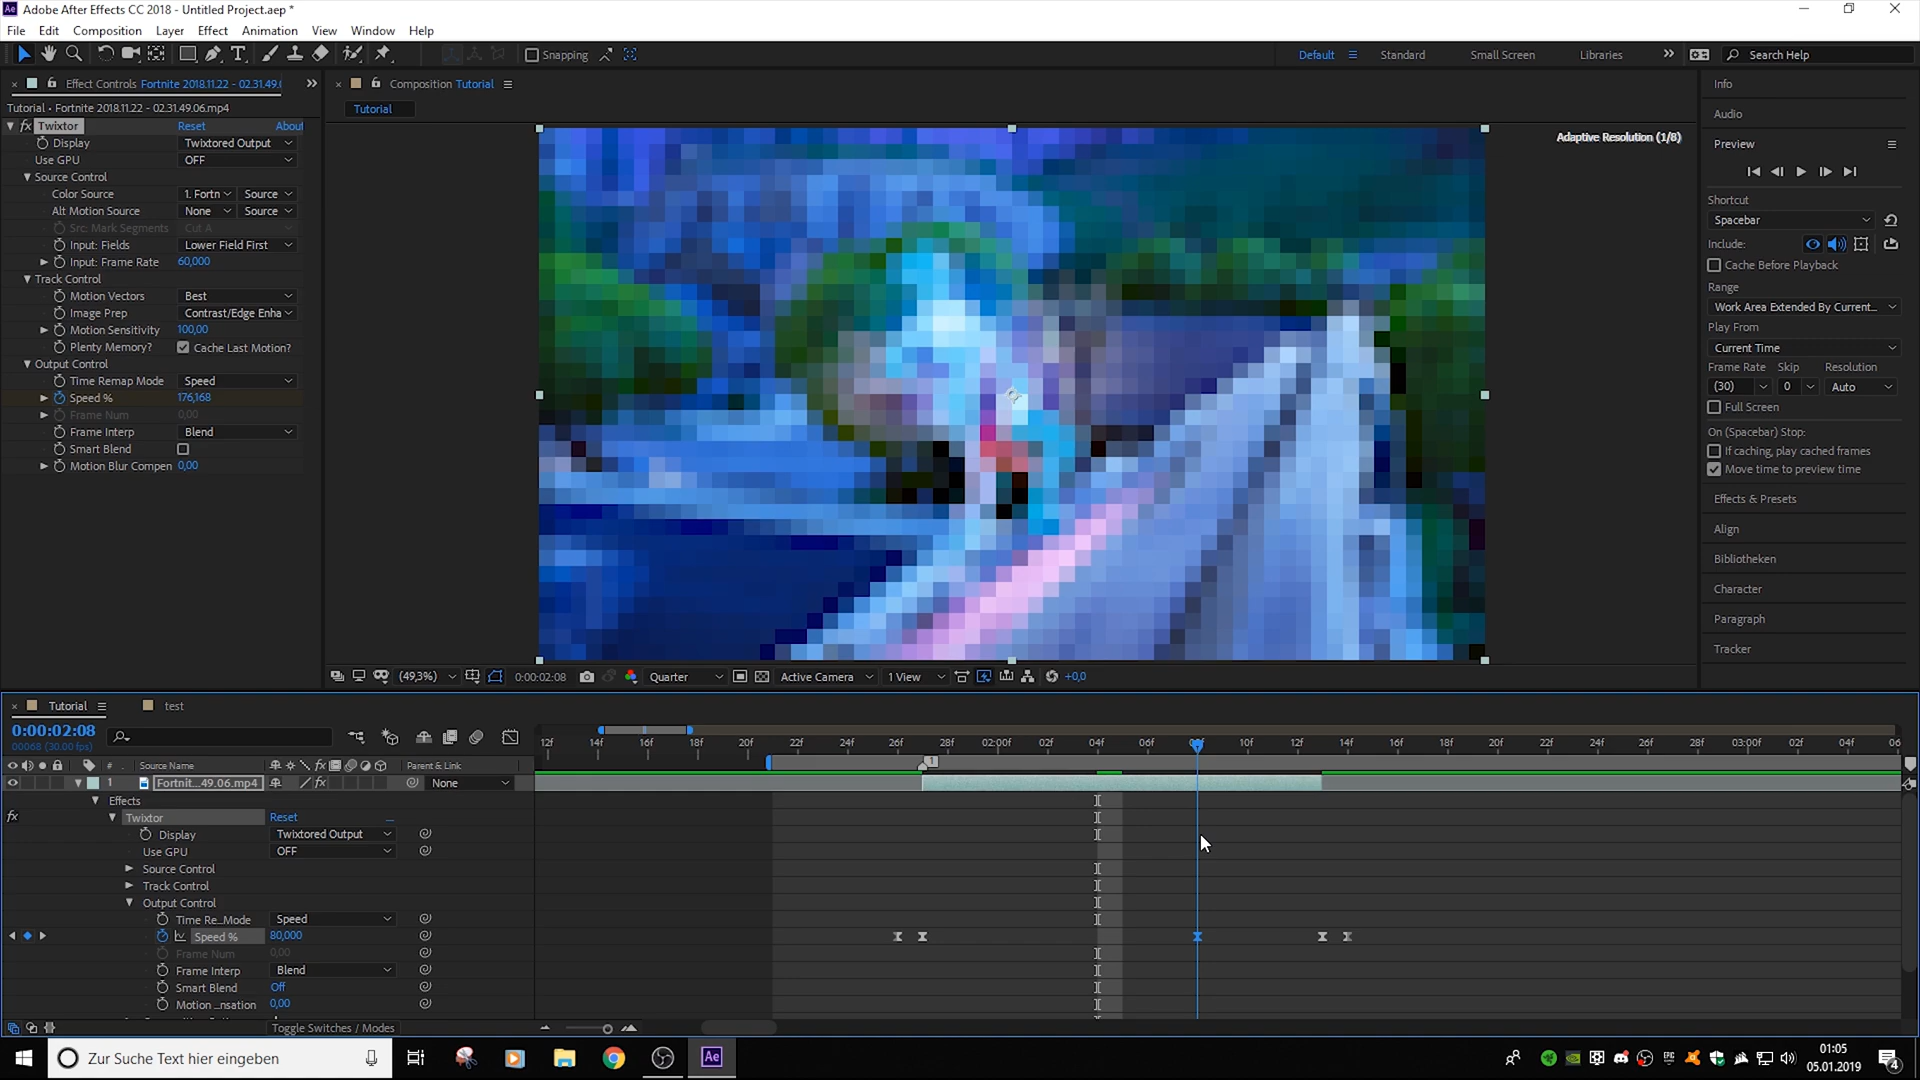 Adobe After Effects CC 2018 - Untitled Project.aep *
File Edit Composition Layer Effect Animation View Window Help
Snapping
Default Standard Small Screen Libraries Search Help
Effect Controls Fortnite 2018.11.22 - 02.31.49.0
Composition Tutorial
Tutorial • Fortnite 2018.11.22 - 02.31.49.06.mp4
Tutorial
fx Twixtor Reset About
Display Twixtored Output
Use GPU OFF
Source Control
Color Source 1. Fortn Source
Alt Motion Source None Source
Src: Mark Segments Cut A
Input: Fields Lower Field First
Input: Frame Rate 60,000
Track Control
Motion Vectors Best
Image Prep Contrast/Edge Enha
Motion Sensitivity 100,00
Plenty Memory? Cache Last Motion?
Output Control
Time Remap Mode Speed
Speed % 176,168
Frame Num 0,00
Frame Interp Blend
Smart Blend
Motion Blur Compen 0,00
Adaptive Resolution (1/8)
Info
Audio
Preview
Shortcut
Spacebar
Include:
Cache Before Playback
Range
Work Area Extended By Current...
Play From
Current Time
Frame Rate Skip Resolution
(30) 0 Auto
Full Screen
On (Spacebar) Stop:
If caching, play cached frames
Move time to preview time
Effects & Presets
Align
Bibliotheken
Character
Paragraph
Tracker
(49,3%) 0:00:02:08 Quarter Active Camera 1 View +0,0
Tutorial test
0:00:02:08
00068 (30.00 fps)
12f 14f 16f 18f 20f 22f 24f 26f 28f 02:00f 02f 04f 06f 10f 12f 14f 16f 18f 20f 22f 24f 26f 28f 03:00f 02f 04f 06
# Source Name fx Parent & Link
1
1 Fortnit...49.06.mp4 fx None
Effects
fx Twixtor Reset ...
Display Twixtored Output
Use GPU OFF
Source Control
Track Control
Output Control
Time Re...Mode Speed
Speed % 80,000
Frame Num 0,00
Frame Interp Blend
Smart Blend Off
Motion ...nsation 0,00
Toggle Switches / Modes
Zur Suche Text hier eingeben
Ae
01:05
05.01.2019
4